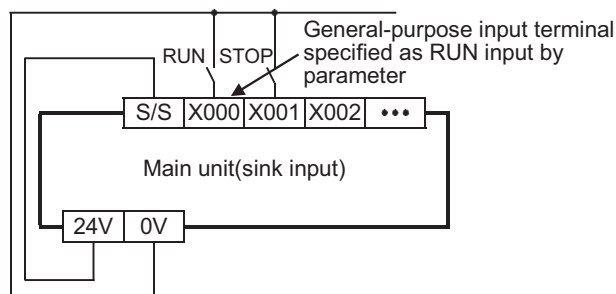 General-purpose input terminal
specified as RUN input by
parameter
RUN STOP
S/S X000 X001 X002 •••
Main unit(sink input)
24V 0V